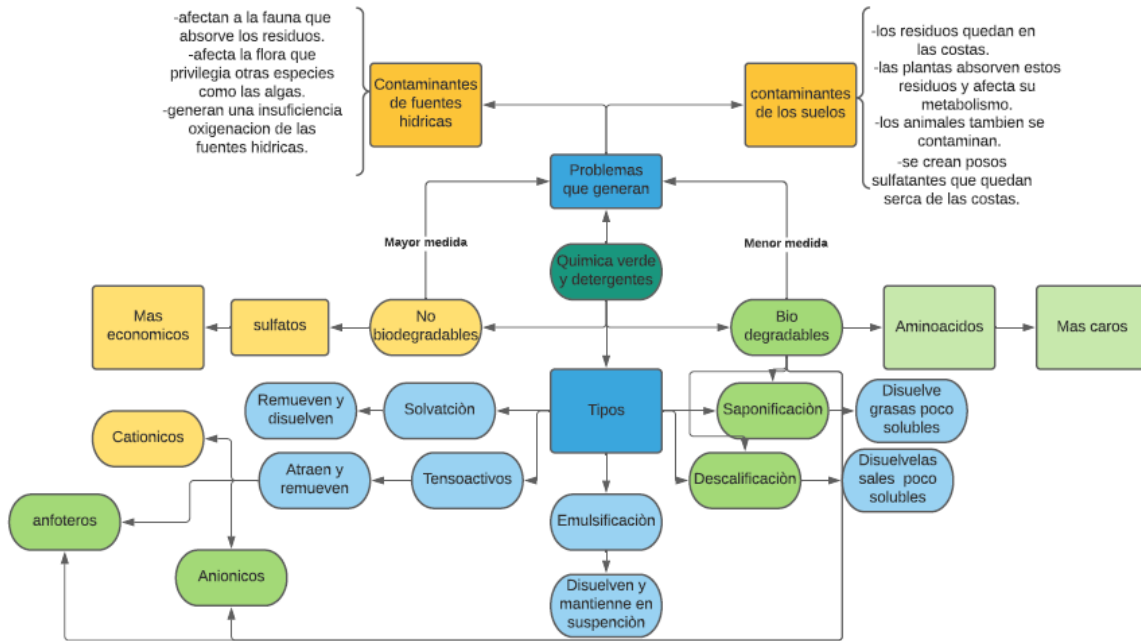 -afectan a la fauna que
absorve los residuos.
-afecta la flora que
privilegia otras especies
como las algas.
-generan una insuficiencia
oxigenacion de las
fuentes hidricas.
Contaminantes
de fuentes
hidricas
contaminantes
de los suelos
-los residuos quedan en
las costas.
-las plantas absorven estos
residuos y afecta su
metabolismo.
-los animales tambien se
contaminan.
-se crean posos
sulfatantes que quedan
serca de las costas.
Problemas
que generan
Mayor medida
Menor medida
Quimica verde
y detergentes
Mas
economicos
sulfatos
No
biodegradables
Bio
degradables
Aminoacidos
Mas caros
Remueven y
disuelven
Solvatciòn
Tipos
Saponificaciòn
Disuelve
grasas poco
solubles
Cationicos
Atraen y
remueven
Tensoactivos
Descalificaciòn
Disuelvelas
sales poco
solubles
anfoteros
Emulsificaciòn
Anionicos
Disuelven y
mantienne en
suspenciòn